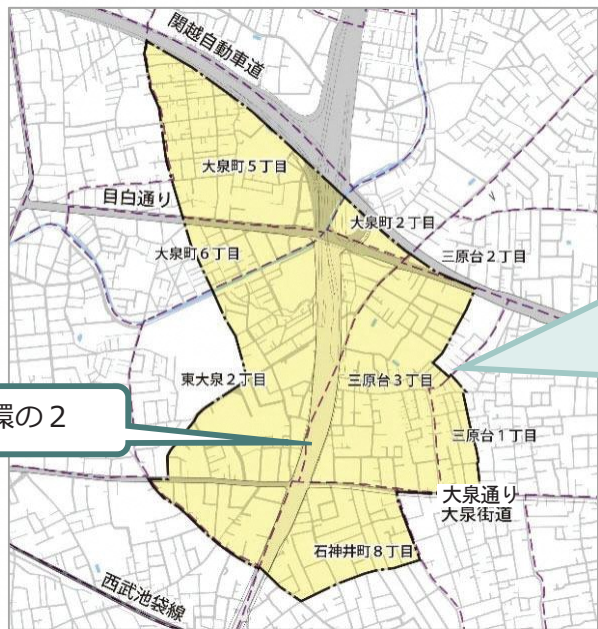 関越自動車道
大泉町5丁目
目白通り
大泉町2丁目
大泉町6丁目
三原台2丁目
東大泉2丁目
三原台3丁目
環の2
三原台1丁目
大泉通り
大泉街道
石神井町8丁目
西武池袋線